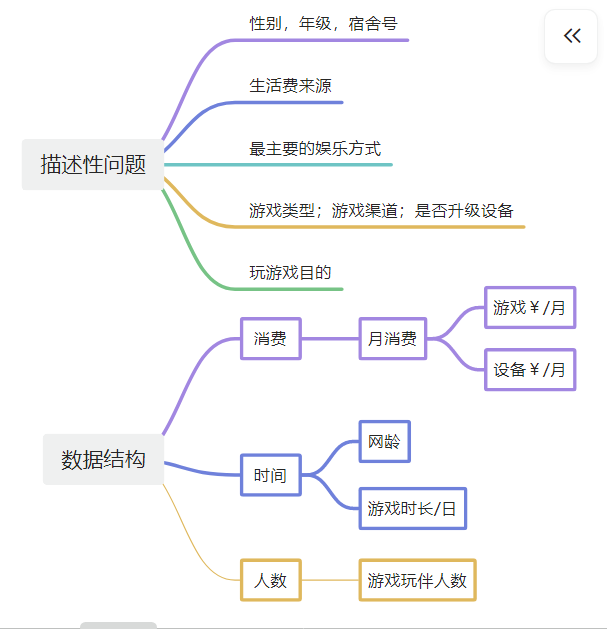 性别，年级，宿舍号
生活费来源
最主要的娱乐方式
描述性问题
游戏类型；游戏渠道；是否升级设备
玩游戏目的
游戏￥/月
消费
月消费
设备￥/月
网龄
数据结构
时间
游戏时长/日
人数
游戏玩伴人数